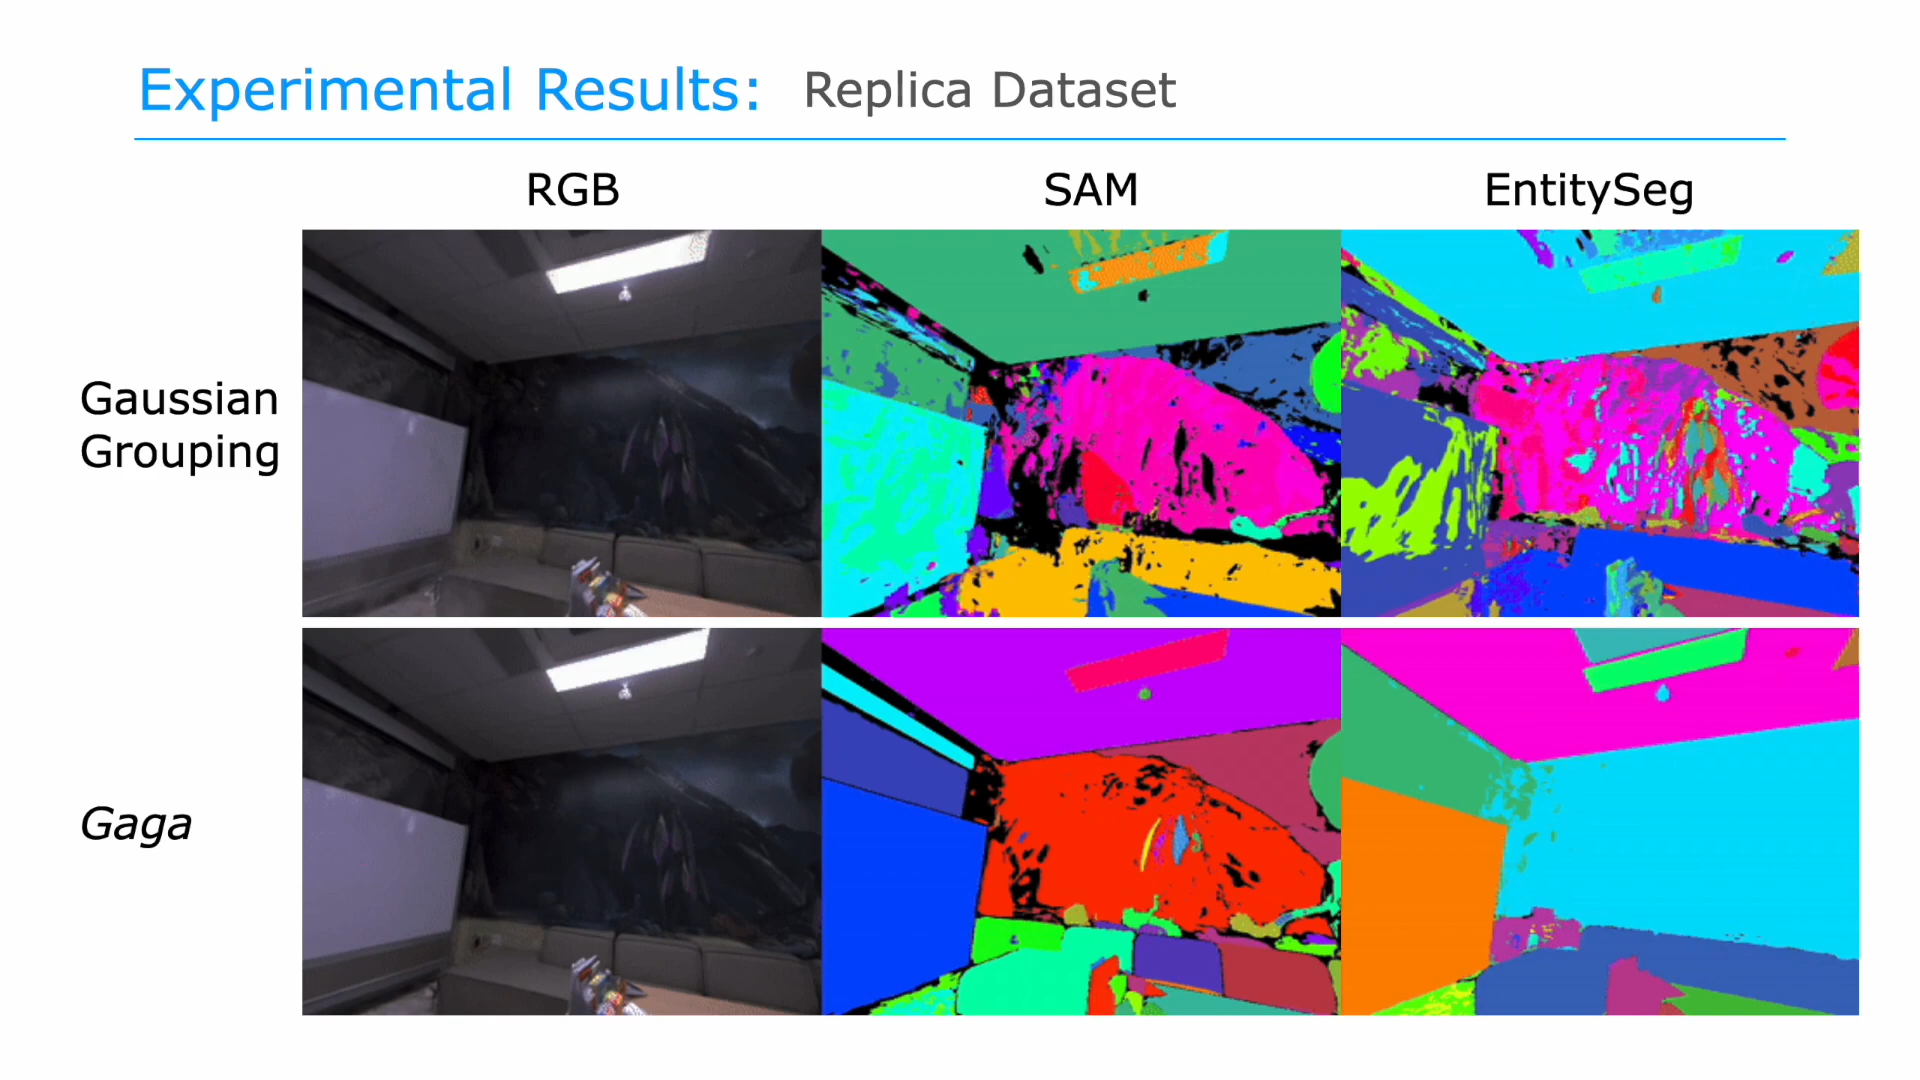 Experimental Results: Replica Dataset
RGB
SAM
EntitySeg
Gaussian
Grouping
Gaga